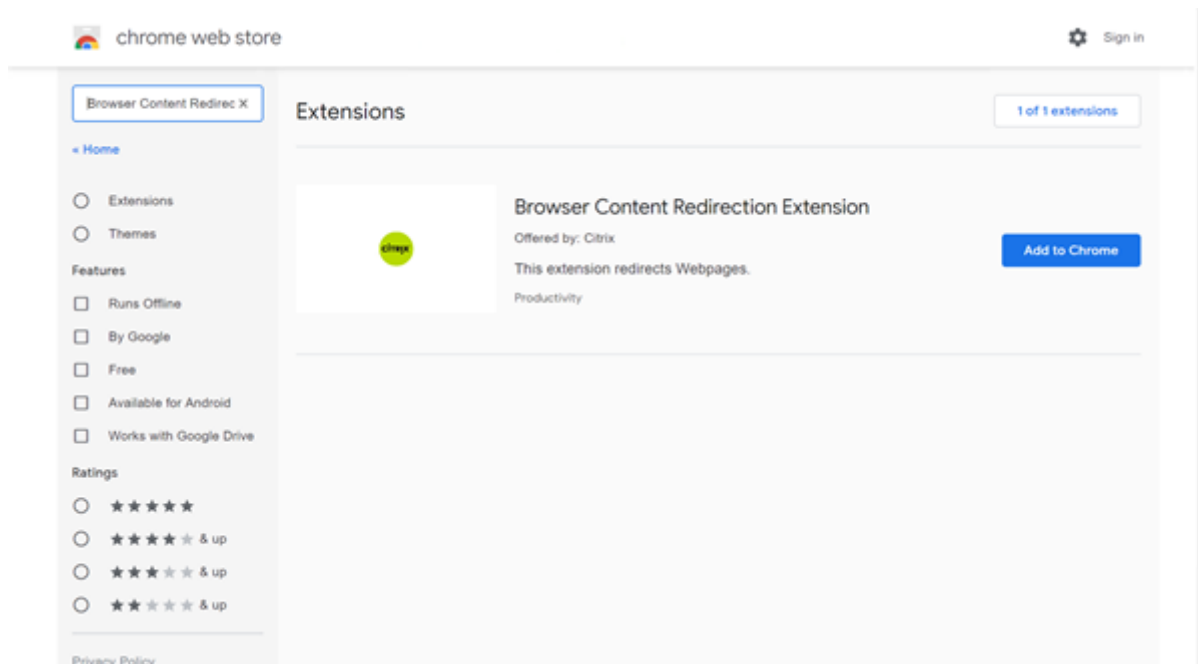 chrome web store
Sign in
Browser Content Redirec ×
« Home
Extensions
Themes
Features
Runs Offline
By Google
Free
Available for Android
Works with Google Drive
Ratings
& up
& up
& up
Privacy Policy
Extensions
1 of 1 extensions
citrix
Browser Content Redirection Extension
Offered by: Citrix
This extension redirects Webpages.
Productivity
Add to Chrome